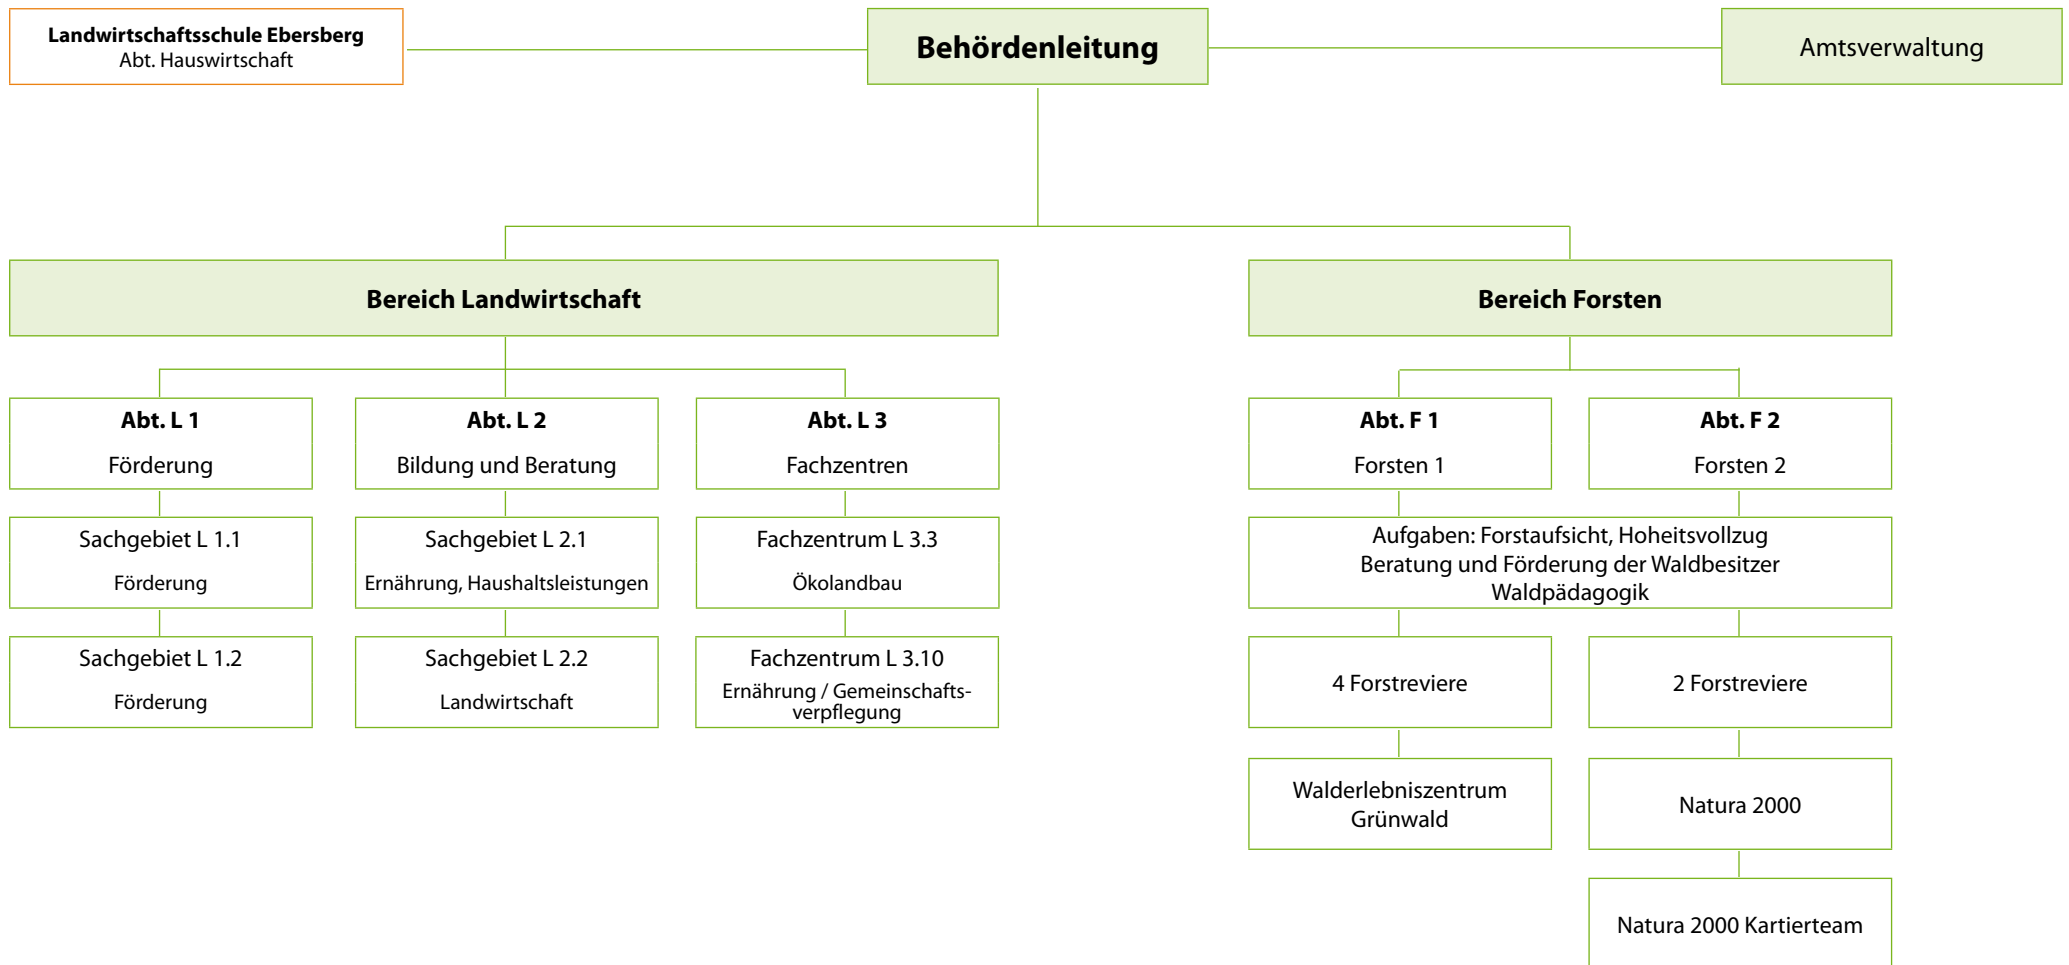 Landwirtschaftsschule Ebersberg
Abt. Hauswirtschaft
Behördenleitung
Amtsverwaltung
Bereich Landwirtschaft
Bereich Forsten
Abt. L 1
Förderung
Abt. L 2
Bildung und Beratung
Abt. L 3
Fachzentren
Abt. F 1
Forsten 1
Abt. F 2
Forsten 2
Sachgebiet L 1.1
Förderung
Sachgebiet L 2.1
Ernährung, Haushaltsleistungen
Fachzentrum L 3.3
Ökolandbau
Aufgaben: Forstaufsicht, Hoheitsvollzug
Beratung und Förderung der Waldbesitzer
Waldpädagogik
Sachgebiet L 1.2
Förderung
Sachgebiet L 2.2
Landwirtschaft
Fachzentrum L 3.10
Ernährung / Gemeinschafts-
verpflegung
4 Forstreviere
2 Forstreviere
Walderlebniszentrum
Grünwald
Natura 2000
Natura 2000 Kartierteam